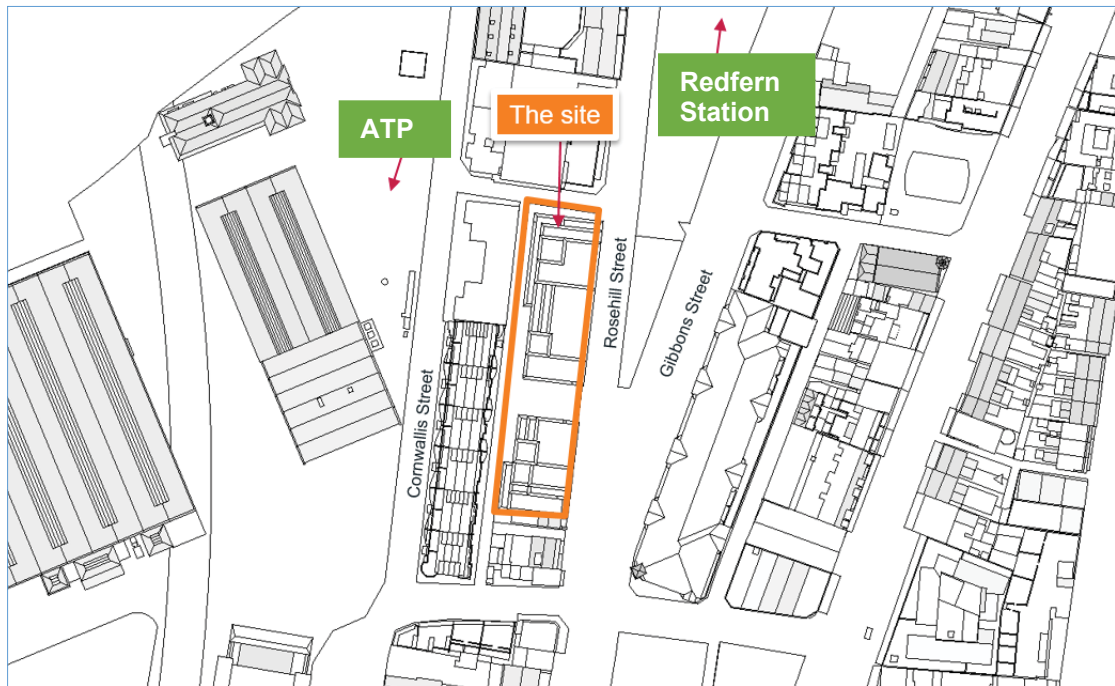 Redfern
Station
The site
ATP
Rosehill Street
Gibbons Street
Cornwallis Street